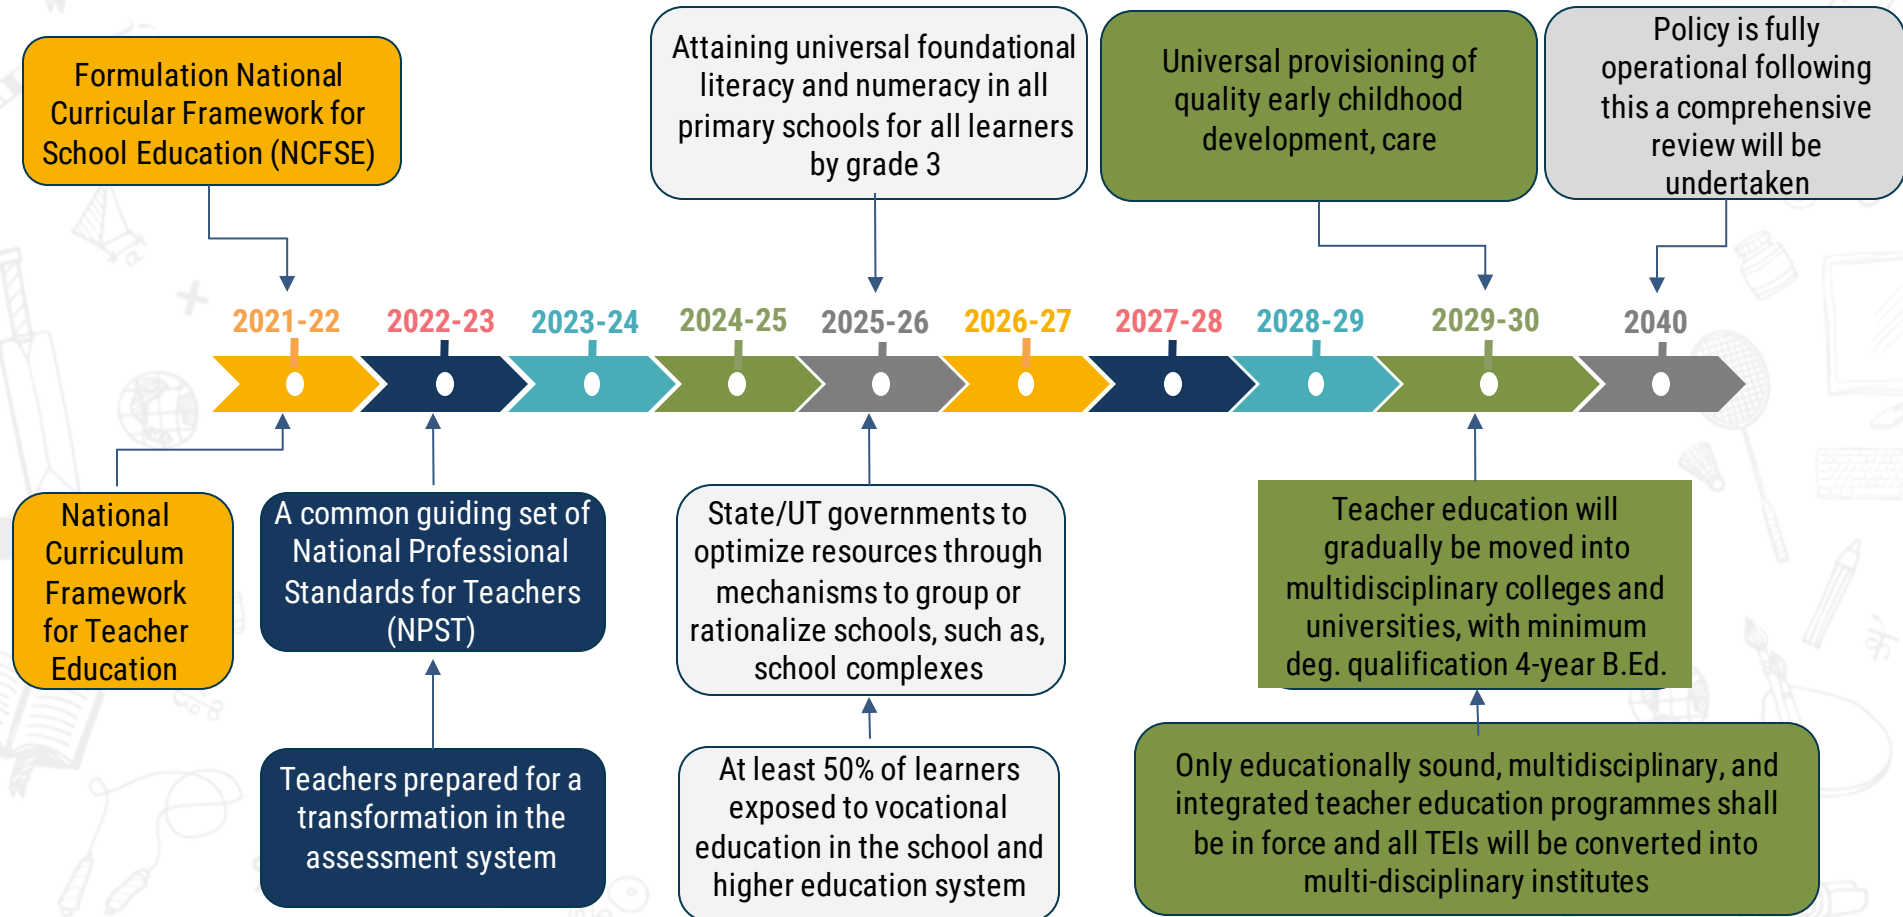 Formulation National
Curricular Framework for
School Education (NCFSE)
Attaining universal foundational
literacy and numeracy in all
primary schools for all learners
by grade 3
Universal provisioning of
quality early childhood
development, care
Policy is fully
operational following
this a comprehensive
review will be
undertaken
2021-22
2022-23
2023-24
2024-25
2025-26
2026-27
2027-28
2028-29
2029-30
2040
National
Curriculum
Framework
for Teacher
Education
A common guiding set of
National Professional
Standards for Teachers
(NPST)
State/UT governments to
optimize resources through
mechanisms to group or
rationalize schools, such as,
school complexes
Teacher education will
gradually be moved into
multidisciplinary colleges and
universities, with minimum
deg. qualification 4-year B.Ed.
Teachers prepared for a
transformation in the
assessment system
At least 50% of learners
exposed to vocational
education in the school and
higher education system
Only educationally sound, multidisciplinary, and
integrated teacher education programmes shall
be in force and all TEIs will be converted into
multi-disciplinary institutes